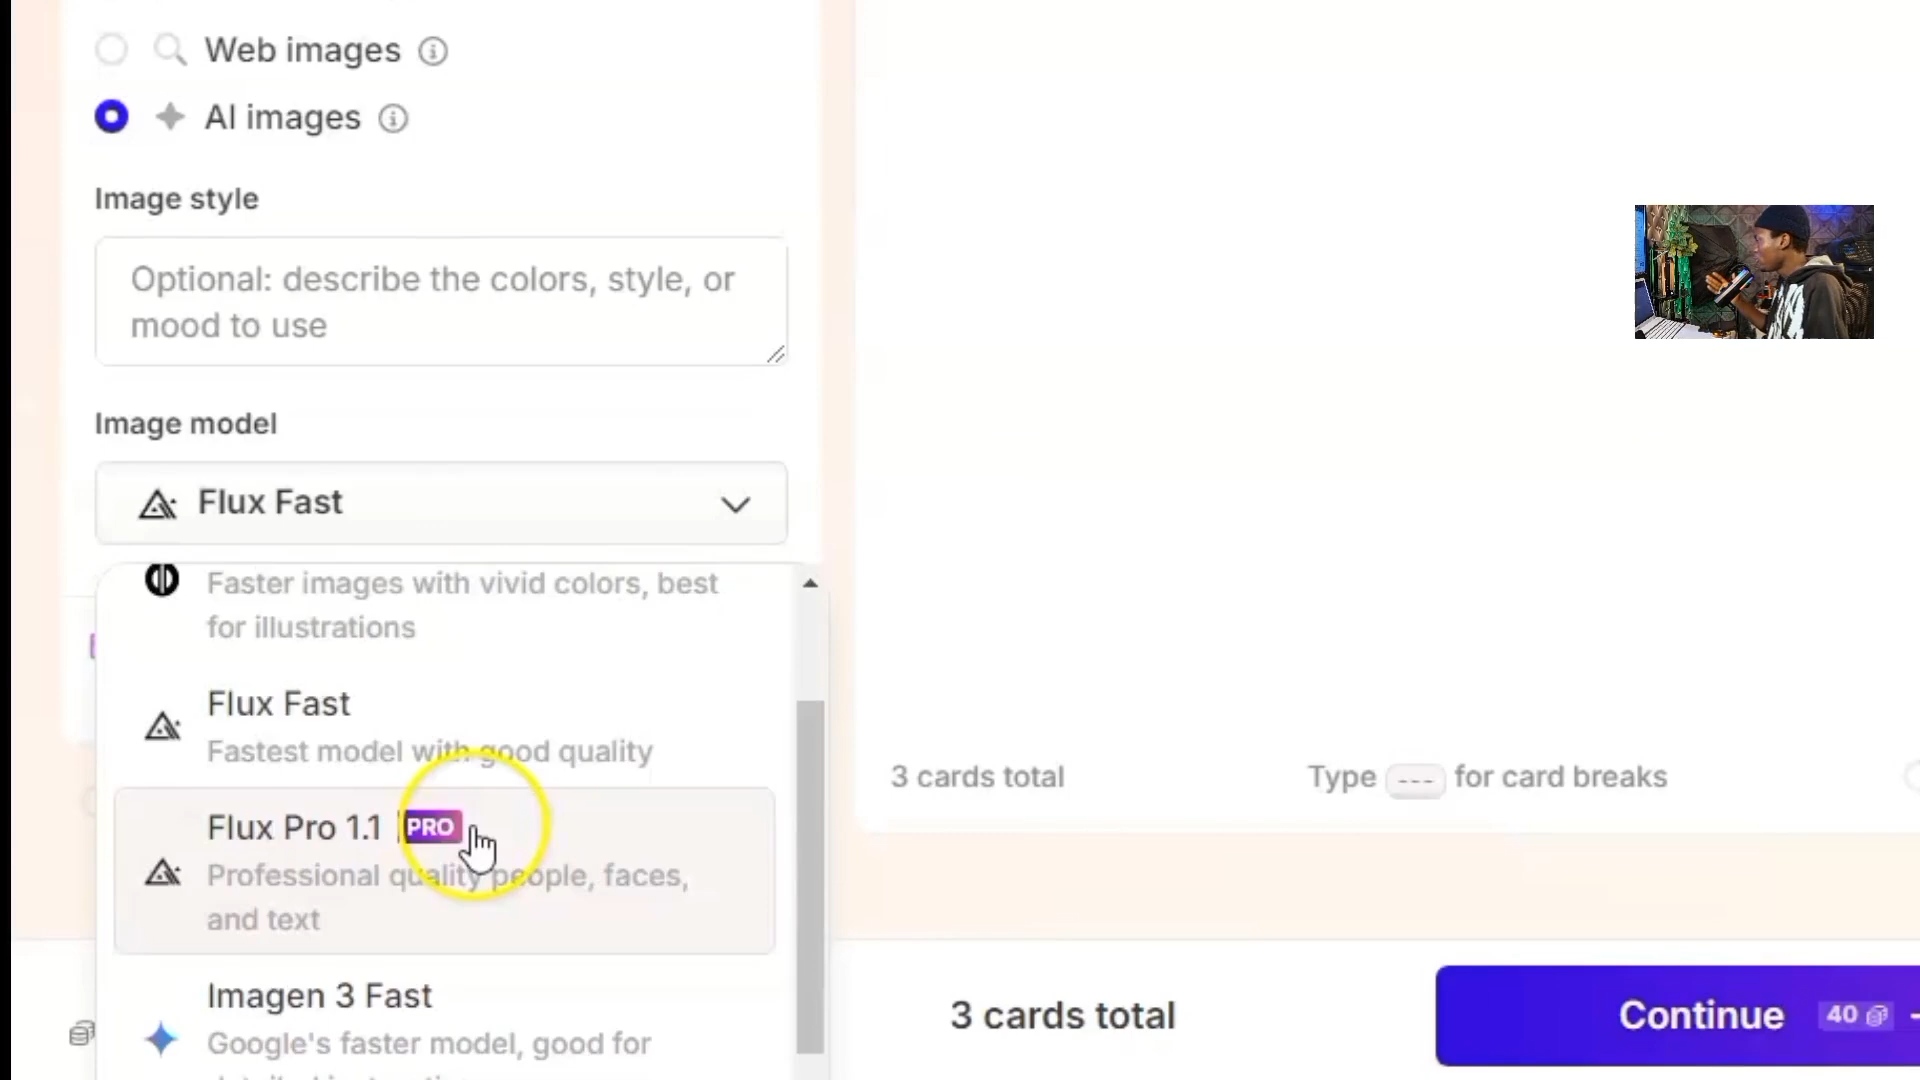 Web images
AI images
Image style
Optional: describe the colors, style, or
mood to use
Image model
Flux Fast
Faster images with vivid colors, best
for illustrations
Flux Fast
Fastest model with good quality
Flux Pro 1.1 PRO
Professional quality people, faces,
and text
Imagen 3 Fast
Google's faster model, good for
3 cards total
Type --- for card breaks
3 cards total
Continue 40